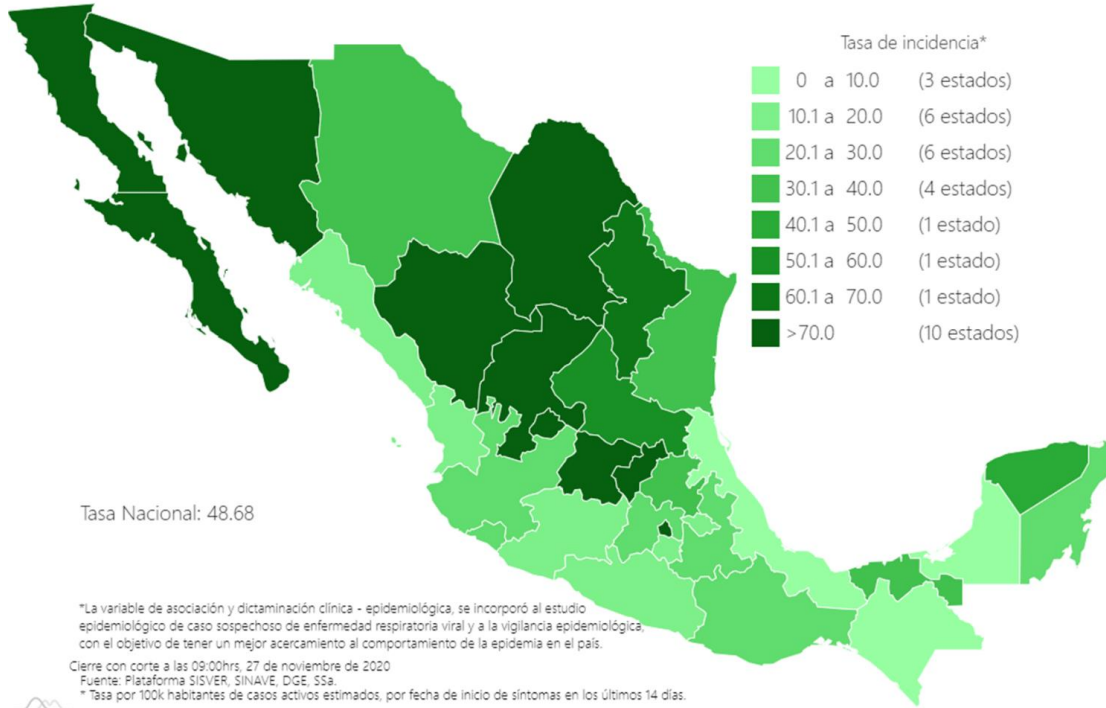 Tasa de incidencia*
0 a 10.0 (3 estados)
10.1 a 20.0 (6 estados)
20.1 a 30.0 (6 estados)
30.1 a 40.0 (4 estados)
40.1 a 50.0 (1 estado)
50.1 a 60.0 (1 estado)
60.1 a 70.0 (1 estado)
>70.0 (10 estados)
Tasa Nacional: 48.68
*La variable de asociación y dictaminación clínica - epidemiológica, se incorporó al estudio
epidemiológico de caso sospechoso de enfermedad respiratoria viral y a la vigilancia epidemiológica,
con el objetivo de tener un mejor acercamiento al comportamiento de la epidemia en el país.
Cierre con corte a las 09:00hrs, 27 de noviembre de 2020
Fuente: Plataforma SISVER, SINAVE, DGE, SSa.
* Tasa por 100k habitantes de casos activos estimados, por fecha de inicio de síntomas en los últimos 14 días.